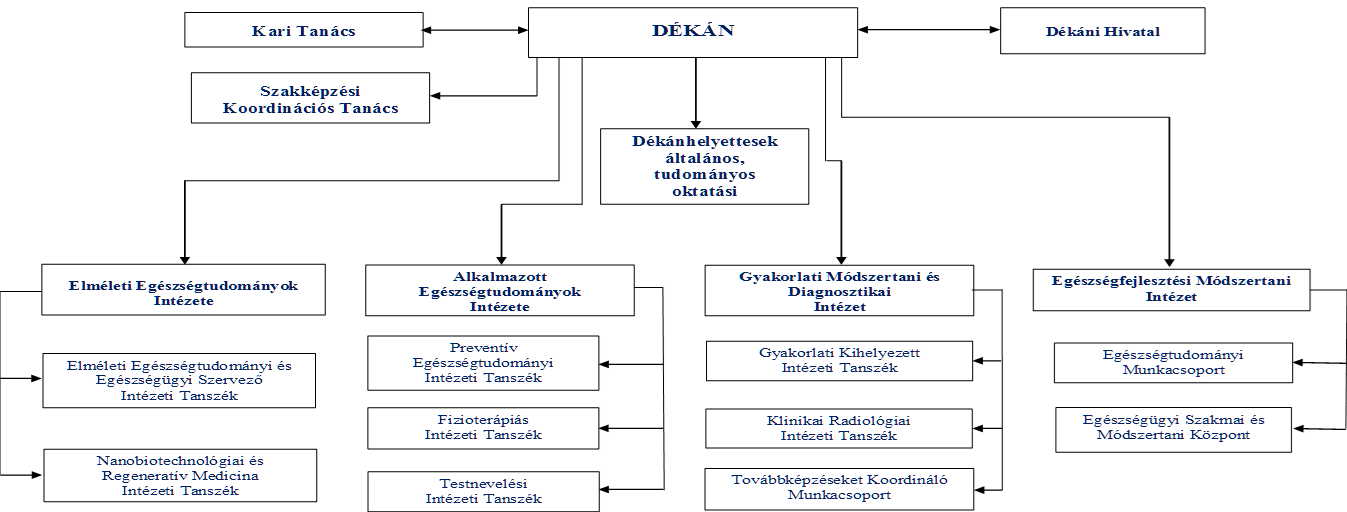 Kari Tanács
DÉKÁN
Dékáni Hivatal
Szakképzési
Koordinációs Tanács
Dékánhelyettesek
általános,
tudományos
oktatási
Elméleti Egészségtudományok
Intézete
Elméleti Egészségtudományi és
Egészségügyi Szervező
Intézeti Tanszék
Nanobiotechnológiai és
Regeneratív Medicina
Intézeti Tanszék
Alkalmazott
Egészségtudományok
Intézete
Preventív
Egészségtudományi
Intézeti Tanszék
Fizioterápiás
Intézeti Tanszék
Testnevelési
Intézeti Tanszék
Gyakorlati Módszertani és
Diagnosztikai
Intézet
Gyakorlati Kihelyezett
Intézeti Tanszék
Klinikai Radiológiai
Intézeti Tanszék
Továbbképzéseket Koordináló
Munkacsoport
Egészségfejlesztési Módszertani
Intézet
Egészségtudományi
Munkacsoport
Egészségügyi Szakmai és
Módszertani Központ